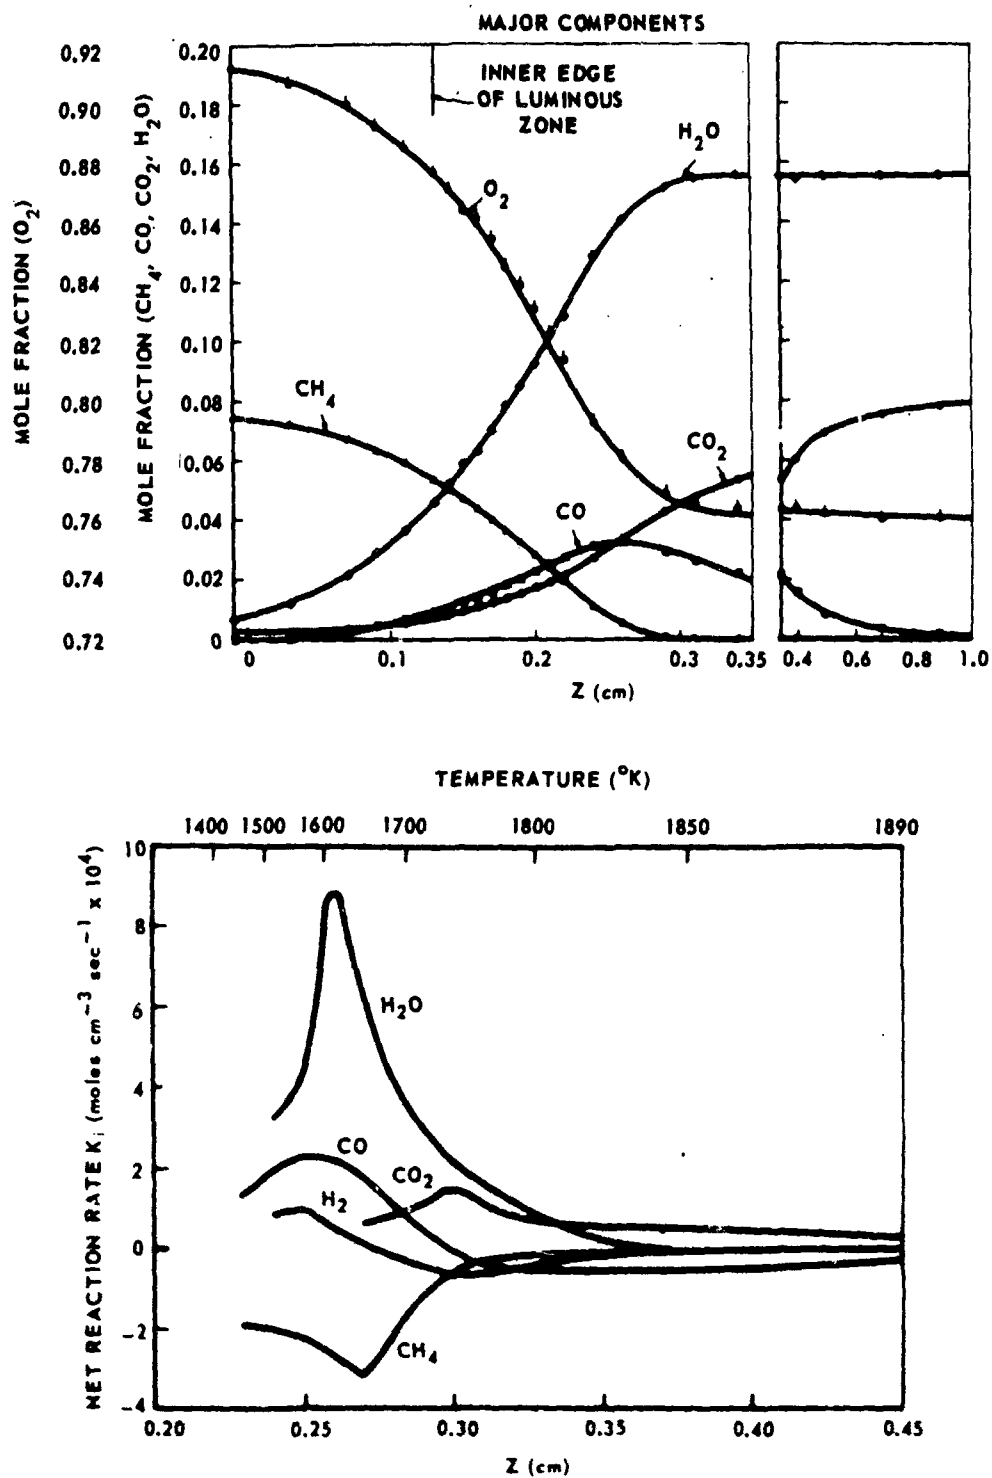 MAJOR COMPONENTS
INNER EDGE
OF LUMINOUS
ZONE
MOLE FRACTION (O2)
0.92
0.90
0.88
0.86
0.84
0.82
0.80
0.78
0.76
0.74
0.72
MOLE FRACTION (CH4, CO, CO2, H2O)
0.20
0.18
0.16
0.14
0.12
0.10
0.08
0.06
0.04
0.02
0
H2O
O2
CH4
CO2
CO
0 0.1 0.2 0.3 0.35 0.4 0.6 0.8 1.0
Z (cm)
TEMPERATURE (°K)
1400 1500 1600 1700 1800 1850 1890
NET REACTION RATE Ki (moles cm-3 sec-1 x 10^4)
10
8
6
4
2
0
-2
-4
H2O
CO
CO2
H2
CH4
0.20 0.25 0.30 0.35 0.40 0.45
Z (cm)